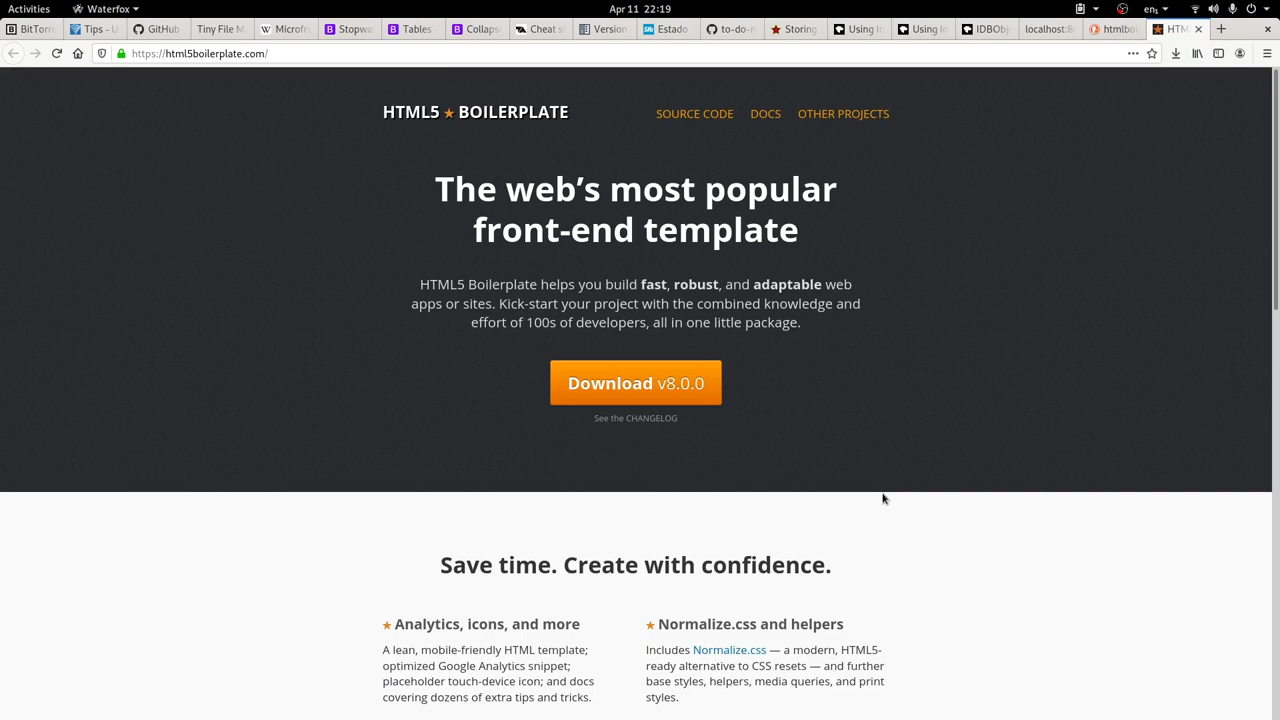 Activities
Waterfox
Apr 11 22:19
en₁
BitTorr
Tips - U
GitHub
Tiny File M
Microfr
Stopwa
Tables
Collaps
Cheat s
Version
Estado
to-do-
Storing
Using In
Using In
IDBObj
localhost:8
htmlboi
HTM
https://html5boilerplate.com/
HTML5 ★ BOILERPLATE
SOURCE CODE
DOCS
OTHER PROJECTS
The web’s most popular
front-end template
HTML5 Boilerplate helps you build fast, robust, and adaptable web
apps or sites. Kick-start your project with the combined knowledge and
effort of 100s of developers, all in one little package.
Download v8.0.0
See the CHANGELOG
Save time. Create with confidence.
★ Analytics, icons, and more
A lean, mobile-friendly HTML template;
optimized Google Analytics snippet;
placeholder touch-device icon; and docs
covering dozens of extra tips and tricks.
★ Normalize.css and helpers
Includes Normalize.css — a modern, HTML5-
ready alternative to CSS resets — and further
base styles, helpers, media queries, and print
styles.